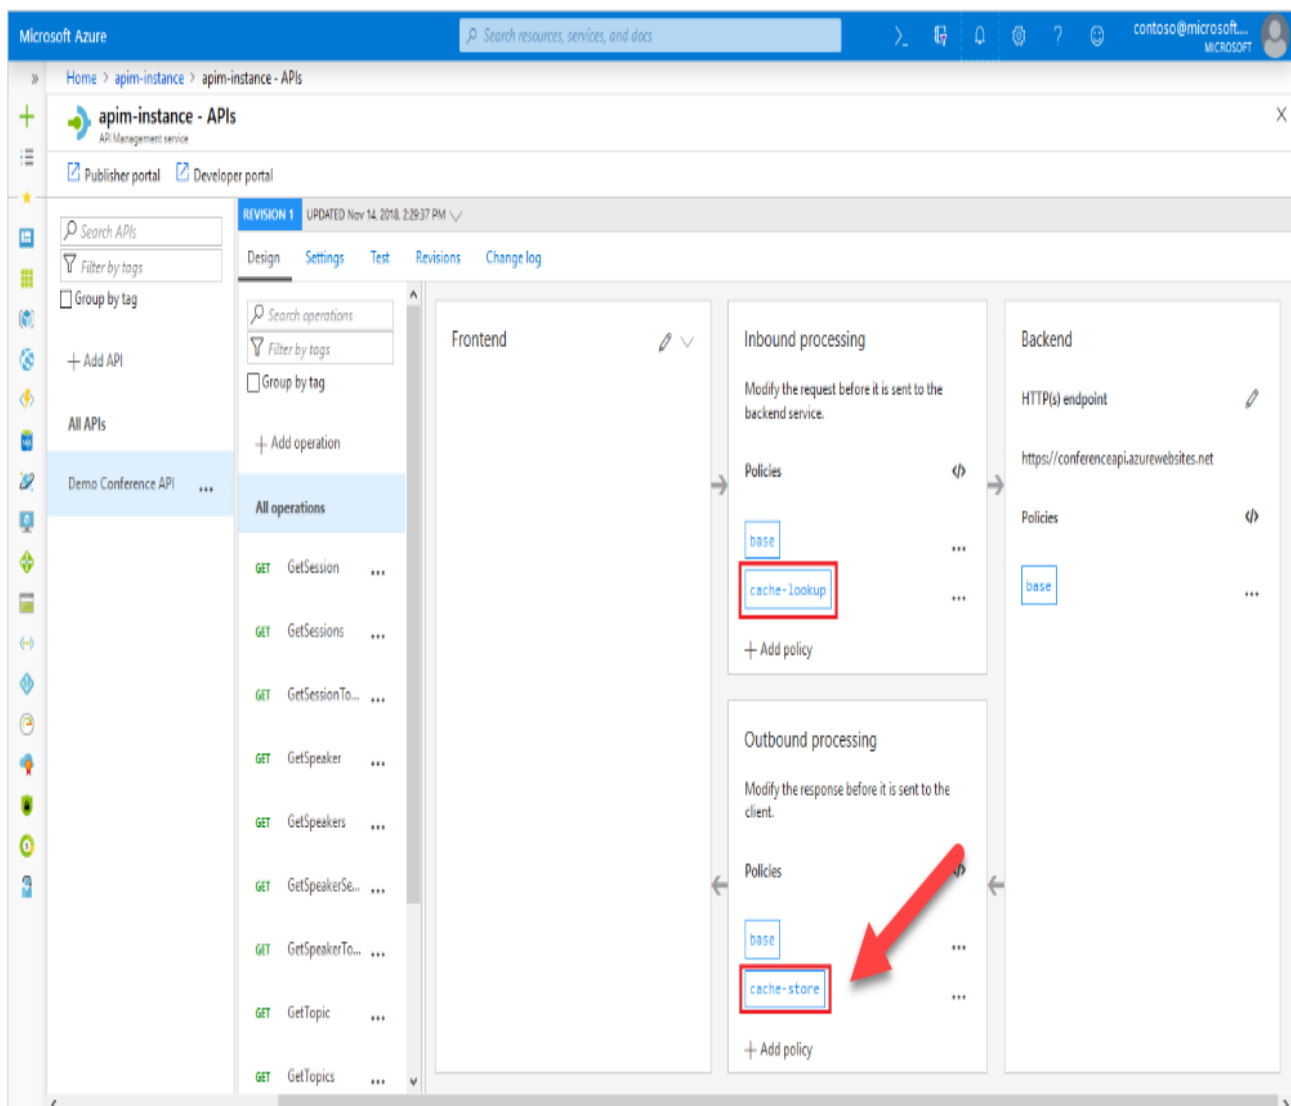 Microsoft Azure
Search resources, services, and docs
contoso@microsoft....
MICROSOFT
Home > apim-instance > apim-instance - APIs
apim-instance - APIs
API Management service
Publisher portal
Developer portal
Search APIs
Filter by tags
Group by tag
Add API
All APIs
Demo Conference API
REVISION 1
UPDATED Nov 14, 2018, 2:29:37 PM
Design
Settings
Test
Revisions
Change log
Search operations
Filter by tags
Group by tag
Add operation
All operations
GET GetSession
GET GetSessions
GET GetSessionTo...
GET GetSpeaker
GET GetSpeakers
GET GetSpeakerSe...
GET GetSpeakerTo...
GET GetTopic
GET GetTopics
Frontend
Inbound processing
Modify the request before it is sent to the
backend service.
Policies
base
cache-lookup
Add policy
Outbound processing
Modify the response before it is sent to the
client.
Policies
base
cache-store
Add policy
Backend
HTTP(s) endpoint
https://conferenceapi.azurewebsites.net
Policies
base